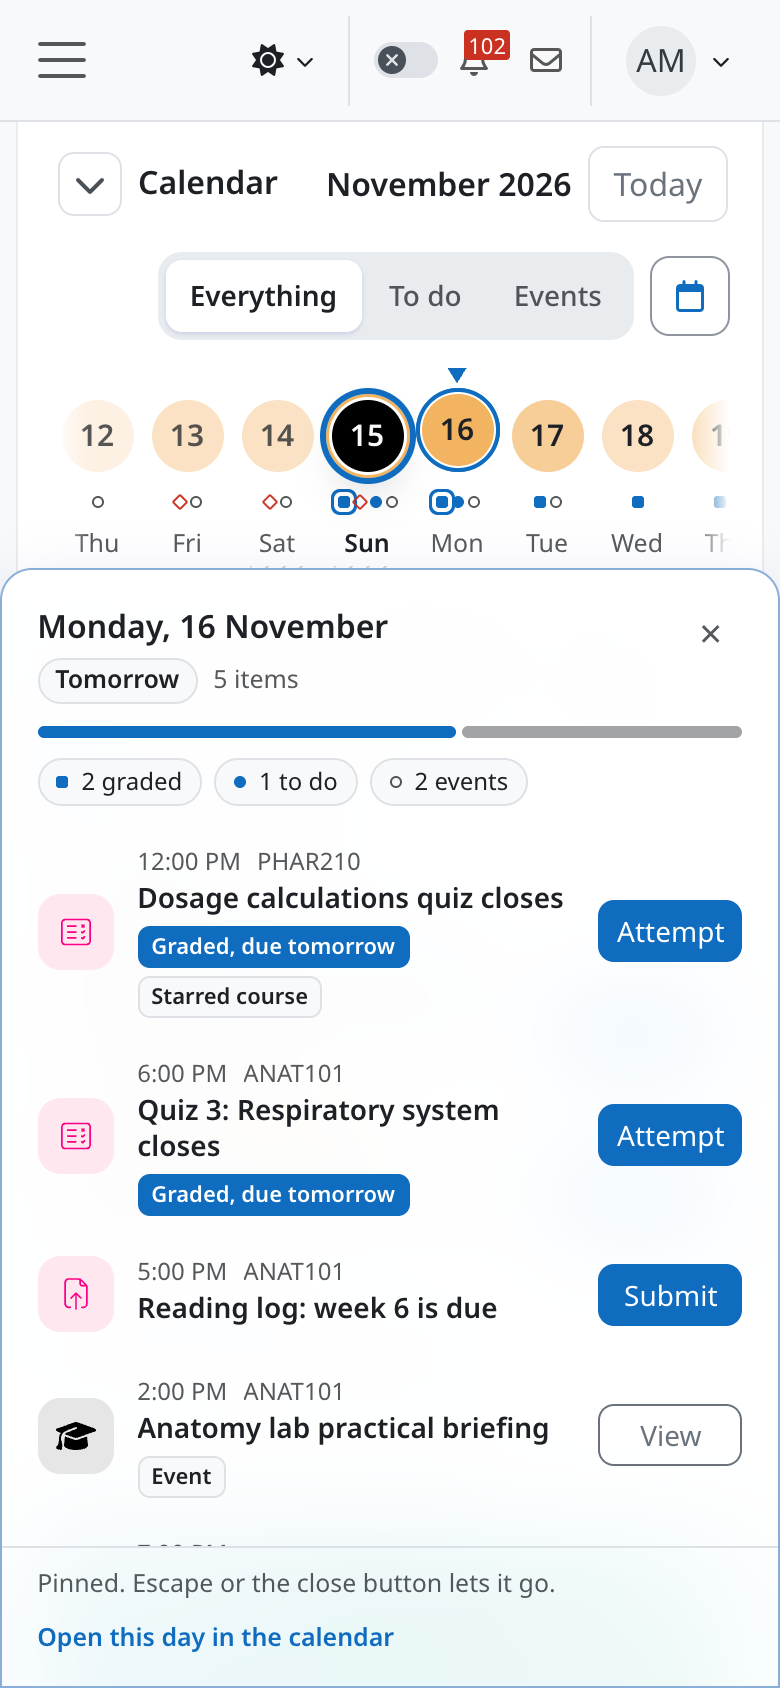 102
AM
Calendar
November 2026
Today
Everything
To do
Events
12
13
14
15
16
17
18
Thu
Fri
Sat
Sun
Mon
Tue
Wed
Monday, 16 November
Tomorrow
5 items
2 graded
1 to do
2 events
12:00 PM PHAR210
Dosage calculations quiz closes
Graded, due tomorrow
Starred course
Attempt
6:00 PM ANAT101
Quiz 3: Respiratory system
closes
Graded, due tomorrow
Attempt
5:00 PM ANAT101
Reading log: week 6 is due
Submit
2:00 PM ANAT101
Anatomy lab practical briefing
Event
View
Pinned. Escape or the close button lets it go.
Open this day in the calendar